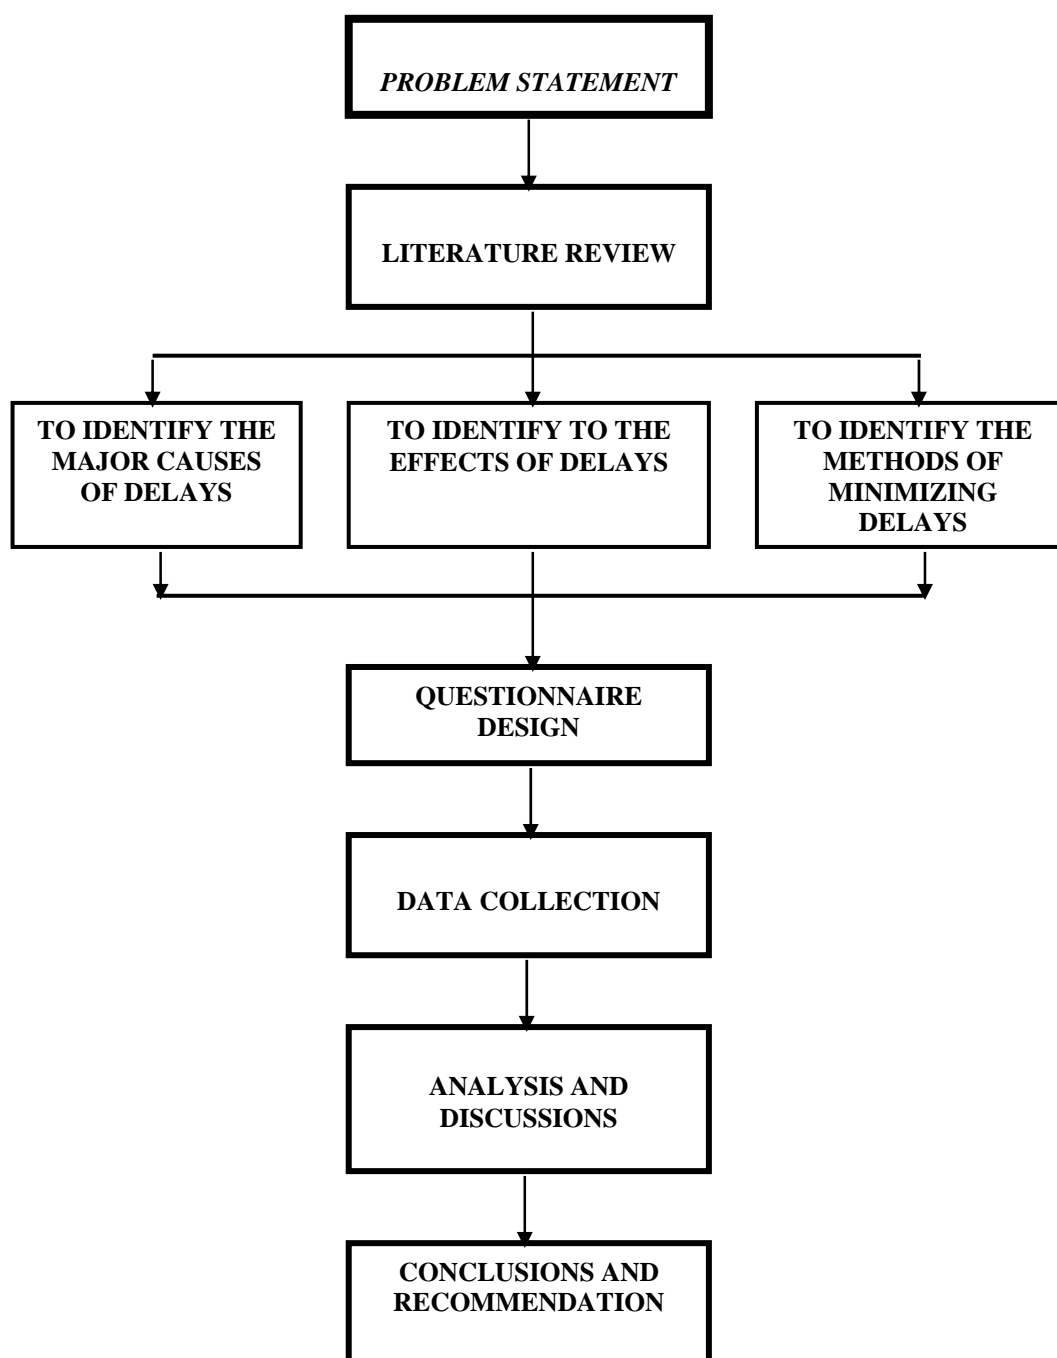 PROBLEM STATEMENT
LITERATURE REVIEW
TO IDENTIFY THE
MAJOR CAUSES
OF DELAYS
TO IDENTIFY TO THE
EFFECTS OF DELAYS
TO IDENTIFY THE
METHODS OF
MINIMIZING
DELAYS
QUESTIONNAIRE
DESIGN
DATA COLLECTION
ANALYSIS AND
DISCUSSIONS
CONCLUSIONS AND
RECOMMENDATION